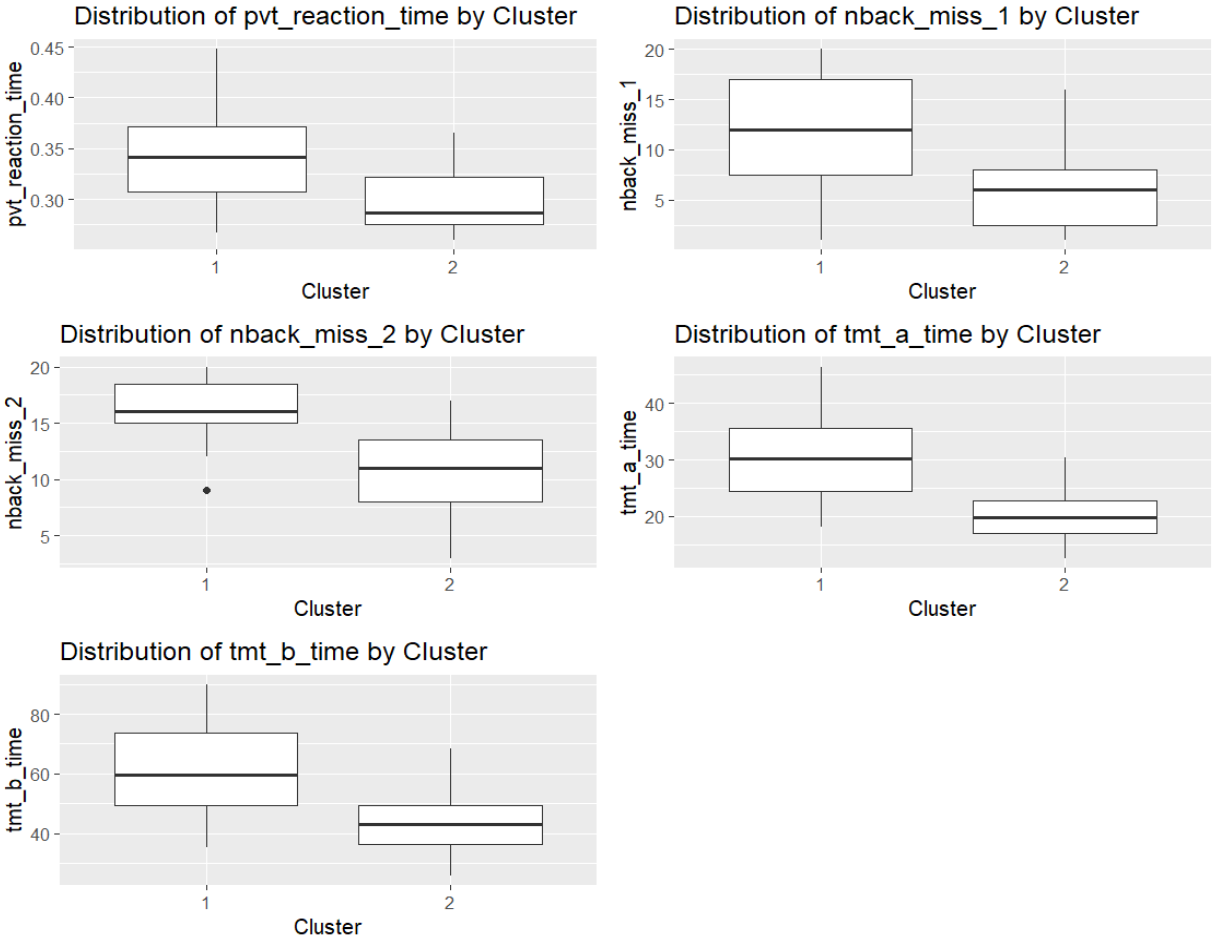 Distribution of pvt_reaction_time by Cluster
pvt_reaction_time
0.45
0.40
0.35
0.30
1
2
Cluster
Distribution of nback_miss_1 by Cluster
nback_miss_1
20
15
10
5
1
2
Cluster
Distribution of nback_miss_2 by Cluster
nback_miss_2
20
15
10
5
1
2
Cluster
Distribution of tmt_a_time by Cluster
tmt_a_time
40
30
20
1
2
Cluster
Distribution of tmt_b_time by Cluster
tmt_b_time
80
60
40
1
2
Cluster